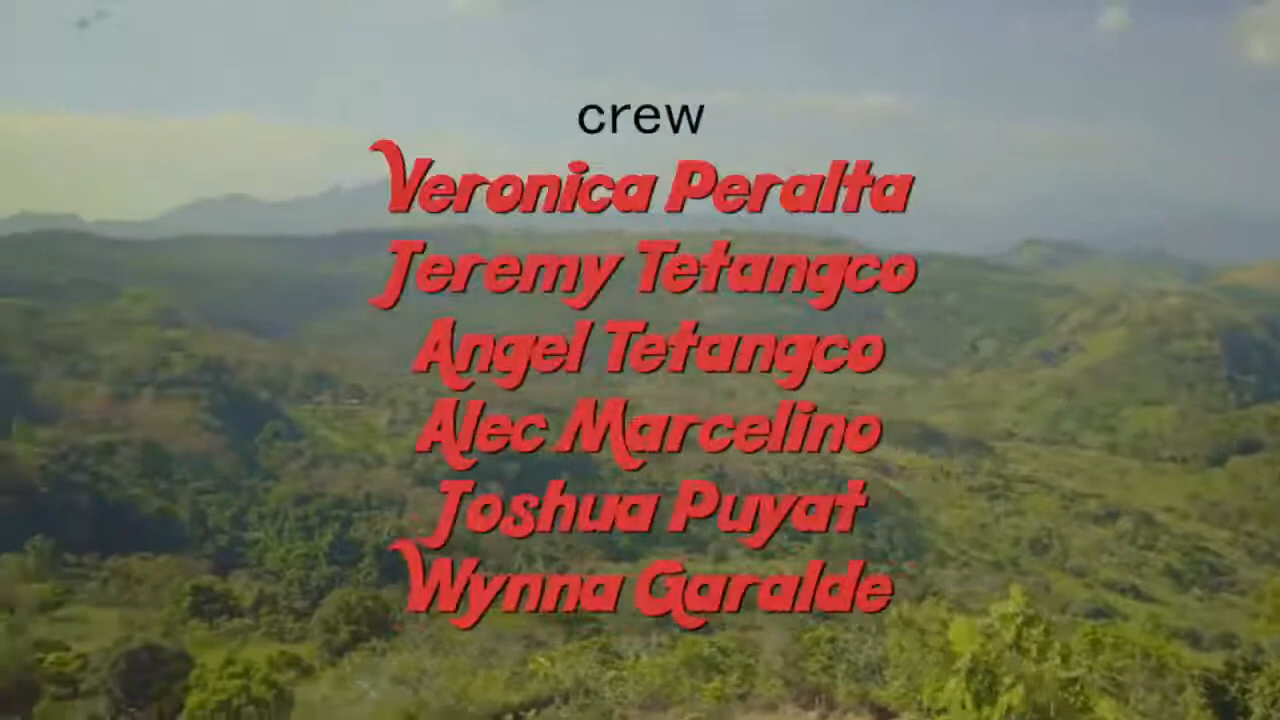 crew
Veronica Peralta
Jeremy Tetangco
Angel Tetangco
Alec Marcelino
Joshua Puyat
Wynna Garalde